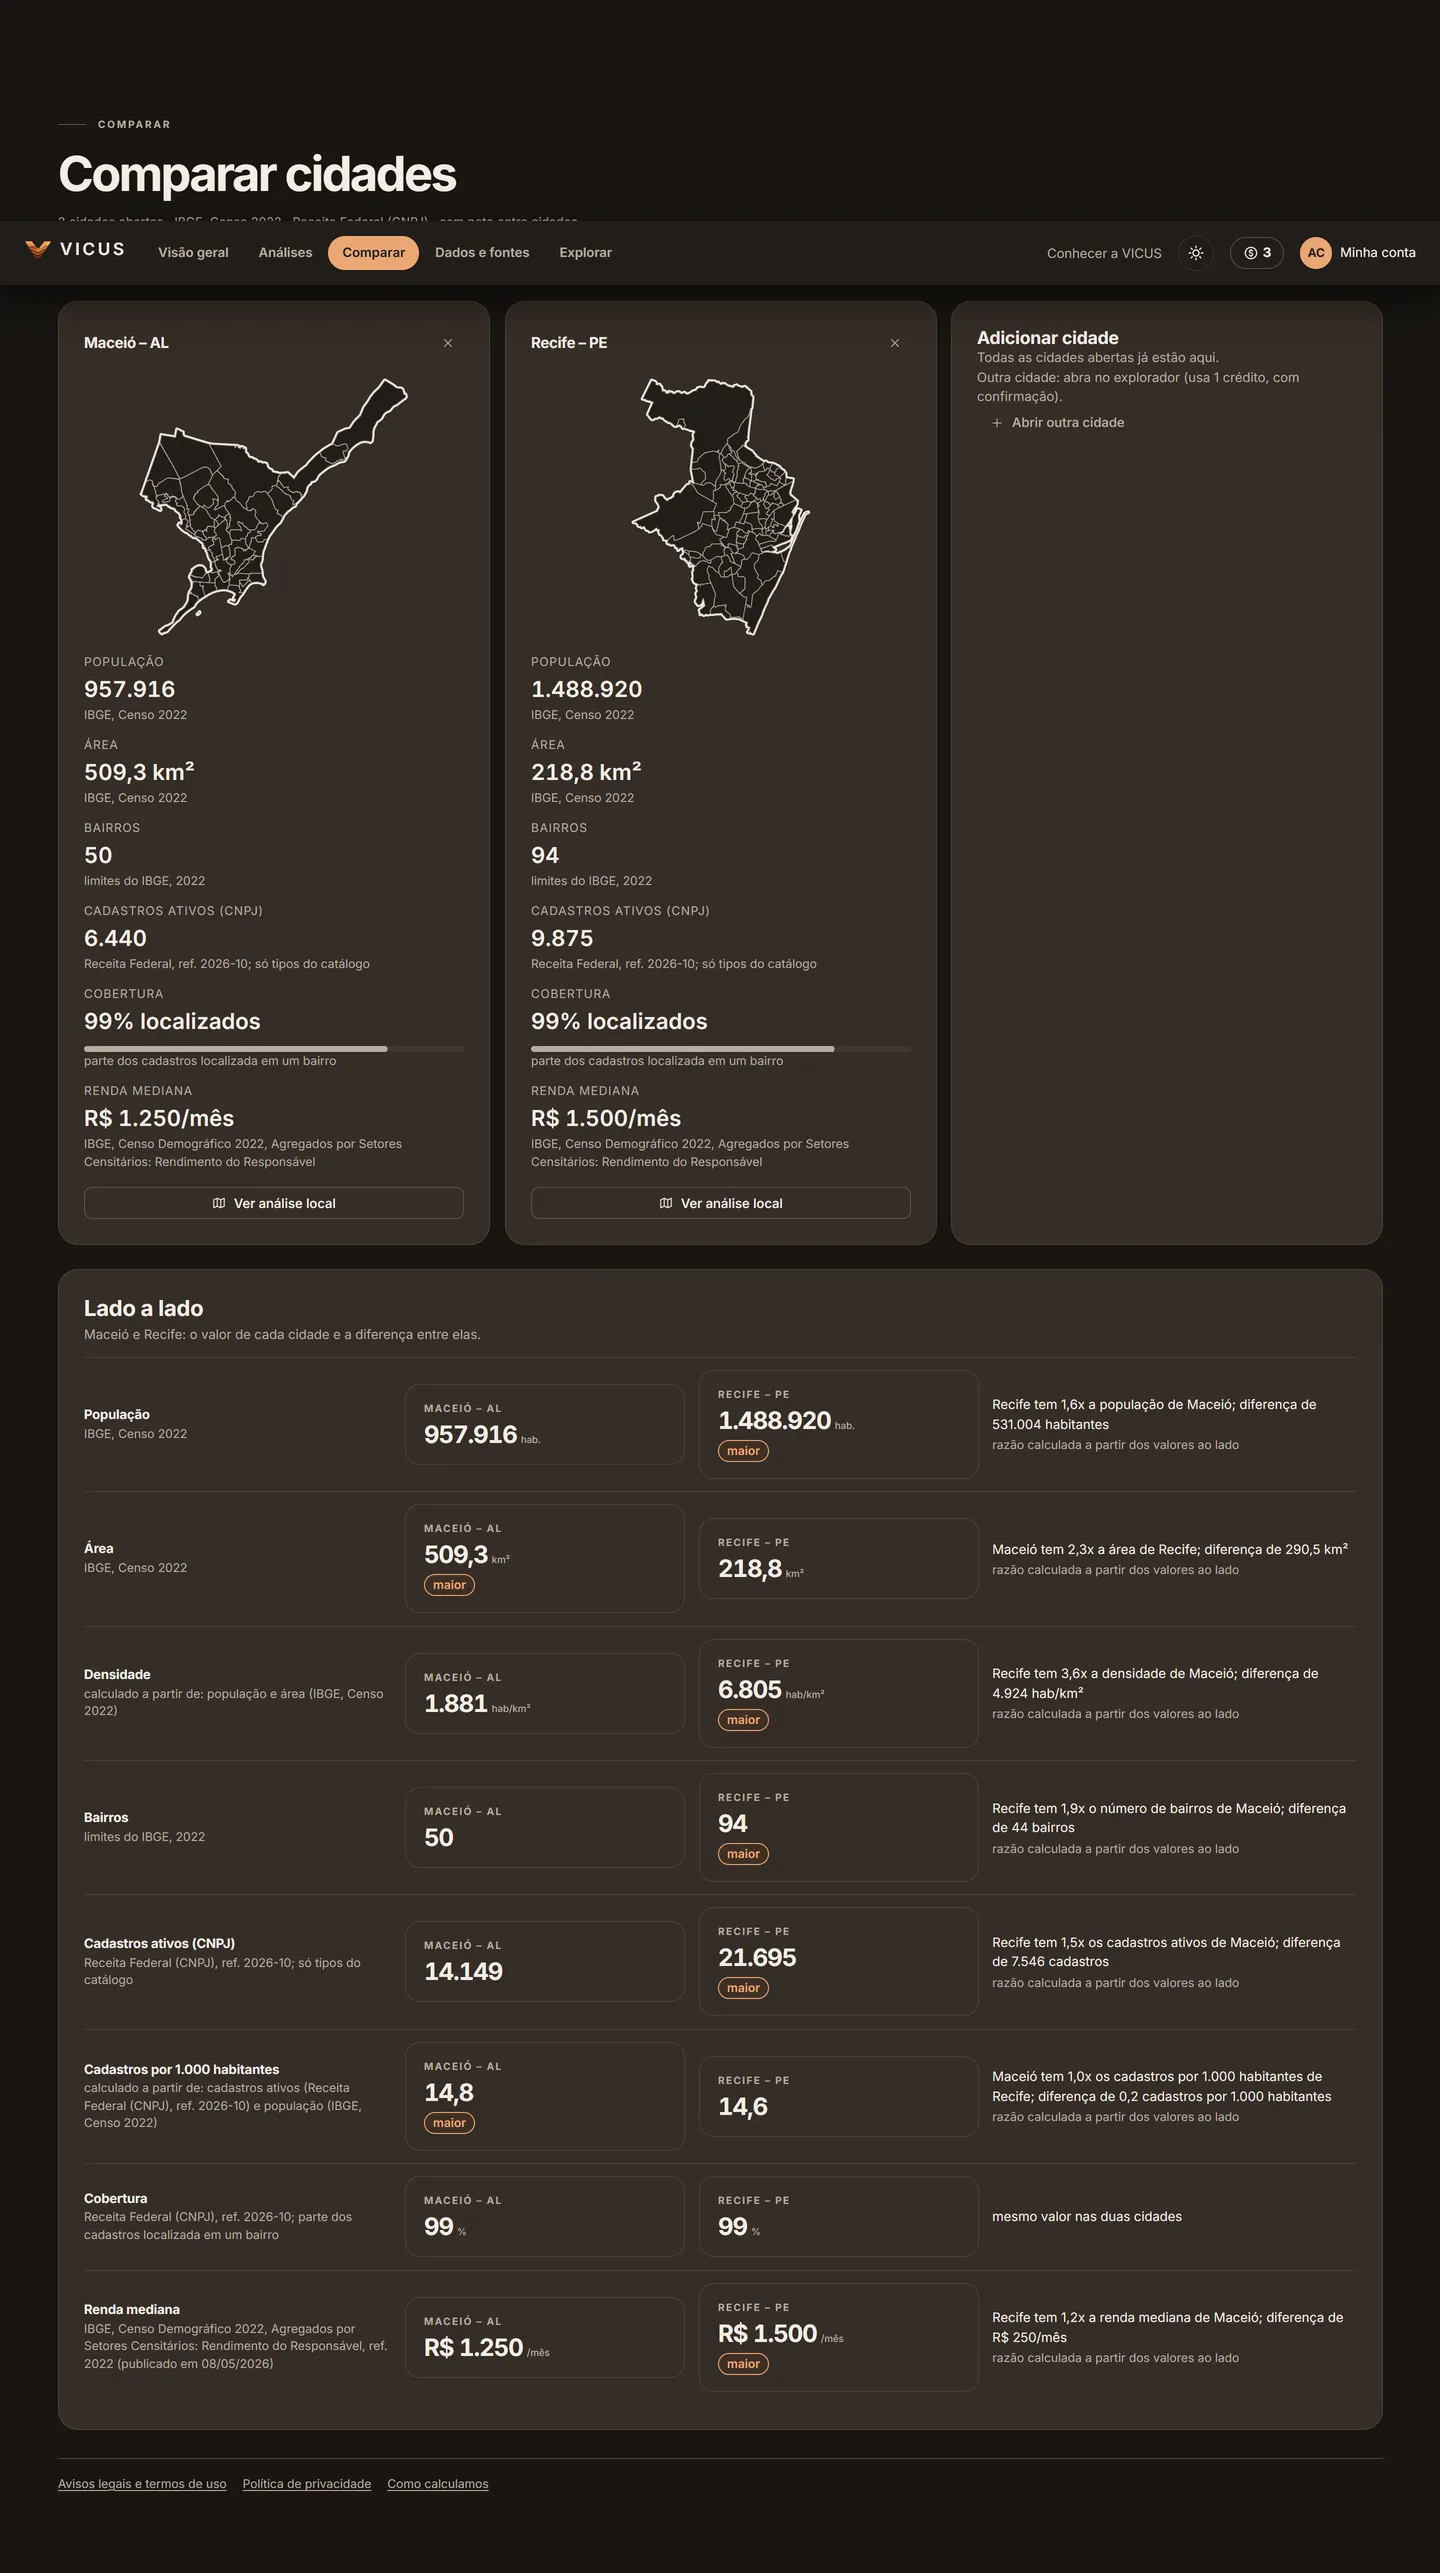 COMPARAR
Comparar cidades
2 cidades abertas · IBGE, Censo 2022 · Receita Federal (CNPJ) · sem nota entre cidades
VICUS
Visão geral
Análises
Comparar
Dados e fontes
Explorar
Conhecer a VICUS
3
AC
Minha conta
Maceió – AL
POPULAÇÃO
957.916
IBGE, Censo 2022
ÁREA
509,3 km²
IBGE, Censo 2022
BAIRROS
50
limites do IBGE, 2022
CADASTROS ATIVOS (CNPJ)
6.440
Receita Federal, ref. 2026-10; só tipos do catálogo
COBERTURA
99% localizados
parte dos cadastros localizada em um bairro
RENDA MEDIANA
R$ 1.250/mês
IBGE, Censo Demográfico 2022, Agregados por Setores
Censitários: Rendimento do Responsável
Ver análise local
Recife – PE
POPULAÇÃO
1.488.920
IBGE, Censo 2022
ÁREA
218,8 km²
IBGE, Censo 2022
BAIRROS
94
limites do IBGE, 2022
CADASTROS ATIVOS (CNPJ)
9.875
Receita Federal, ref. 2026-10; só tipos do catálogo
COBERTURA
99% localizados
parte dos cadastros localizada em um bairro
RENDA MEDIANA
R$ 1.500/mês
IBGE, Censo Demográfico 2022, Agregados por Setores
Censitários: Rendimento do Responsável
Ver análise local
Adicionar cidade
Todas as cidades abertas já estão aqui.
Outra cidade: abra no explorador (usa 1 crédito, com
confirmação).
+ Abrir outra cidade
Lado a lado
Maceió e Recife: o valor de cada cidade e a diferença entre elas.
População
IBGE, Censo 2022
MACEIÓ – AL
957.916 hab.
RECIFE – PE
1.488.920 hab.
maior
Recife tem 1,6x a população de Maceió; diferença de
531.004 habitantes
razão calculada a partir dos valores ao lado
Área
IBGE, Censo 2022
MACEIÓ – AL
509,3 km²
maior
RECIFE – PE
218,8 km²
Maceió tem 2,3x a área de Recife; diferença de 290,5 km²
razão calculada a partir dos valores ao lado
Densidade
calculado a partir de: população e área (IBGE, Censo
2022)
MACEIÓ – AL
1.881 hab/km²
RECIFE – PE
6.805 hab/km²
maior
Recife tem 3,6x a densidade de Maceió; diferença de
4.924 hab/km²
razão calculada a partir dos valores ao lado
Bairros
limites do IBGE, 2022
MACEIÓ – AL
50
RECIFE – PE
94
maior
Recife tem 1,9x o número de bairros de Maceió; diferença
de 44 bairros
razão calculada a partir dos valores ao lado
Cadastros ativos (CNPJ)
Receita Federal (CNPJ), ref. 2026-10; só tipos do
catálogo
MACEIÓ – AL
14.149
RECIFE – PE
21.695
maior
Recife tem 1,5x os cadastros ativos de Maceió; diferença
de 7.546 cadastros
razão calculada a partir dos valores ao lado
Cadastros por 1.000 habitantes
calculado a partir de: cadastros ativos (Receita
Federal (CNPJ), ref. 2026-10) e população (IBGE,
Censo 2022)
MACEIÓ – AL
14,8
maior
RECIFE – PE
14,6
Maceió tem 1,0x os cadastros por 1.000 habitantes de
Recife; diferença de 0,2 cadastros por 1.000 habitantes
razão calculada a partir dos valores ao lado
Cobertura
Receita Federal (CNPJ), ref. 2026-10; parte dos
cadastros localizada em um bairro
MACEIÓ – AL
99 %
RECIFE – PE
99 %
mesmo valor nas duas cidades
Renda mediana
IBGE, Censo Demográfico 2022, Agregados por
Setores Censitários: Rendimento do Responsável, ref.
2022 (publicado em 08/05/2026)
MACEIÓ – AL
R$ 1.250 /mês
RECIFE – PE
R$ 1.500 /mês
maior
Recife tem 1,2x a renda mediana de Maceió; diferença de
R$ 250/mês
razão calculada a partir dos valores ao lado
Avisos legais e termos de uso
Política de privacidade
Como calculamos